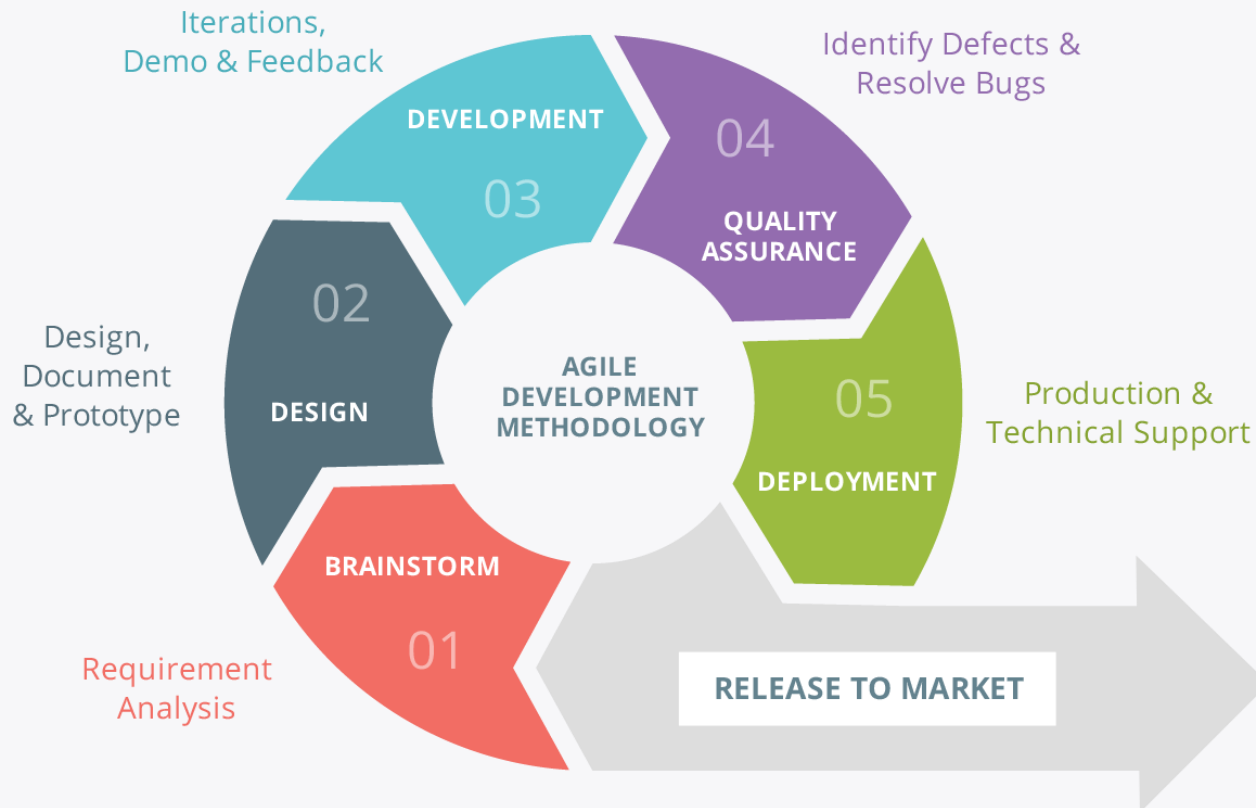 Iterations,
Demo & Feedback
Identify Defects &
Resolve Bugs
DEVELOPMENT
03
04
QUALITY
ASSURANCE
02
DESIGN
Design,
Document
& Prototype
AGILE
DEVELOPMENT
METHODOLOGY
05
DEPLOYMENT
Production &
Technical Support
BRAINSTORM
01
Requirement
Analysis
RELEASE TO MARKET